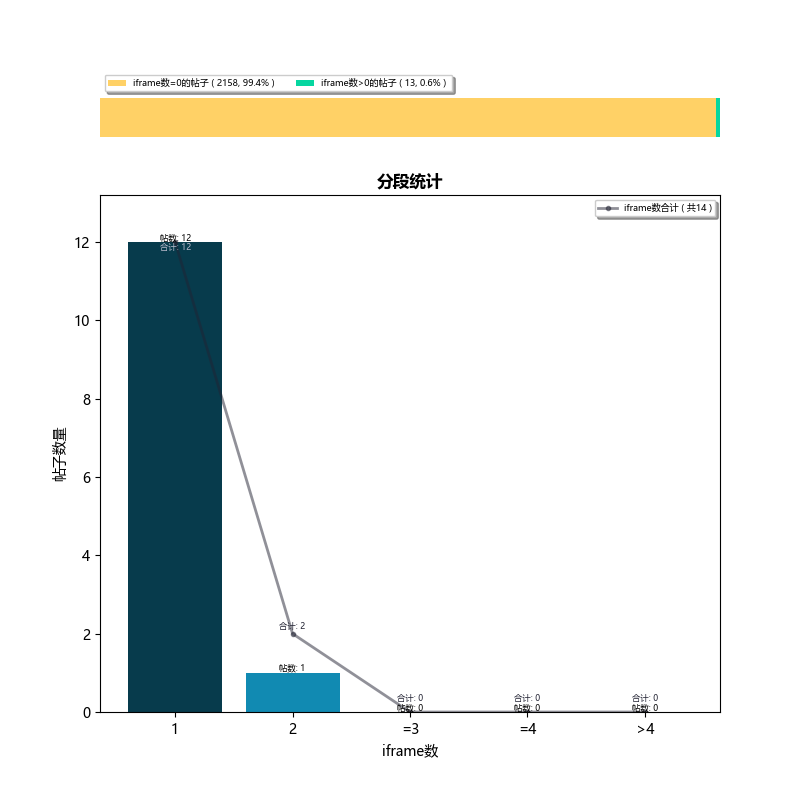 iframe数=0的帖子 ( 2158, 99.4% )
iframe数>0的帖子 ( 13, 0.6% )
分段统计
iframe数合计 ( 共14 )
帖子数量
12
10
8
6
4
2
0
帖数: 12
合计: 12
合计: 2
帖数: 1
合计: 0
帖数: 0
合计: 0
帖数: 0
合计: 0
帖数: 0
1
2
=3
=4
>4
iframe数